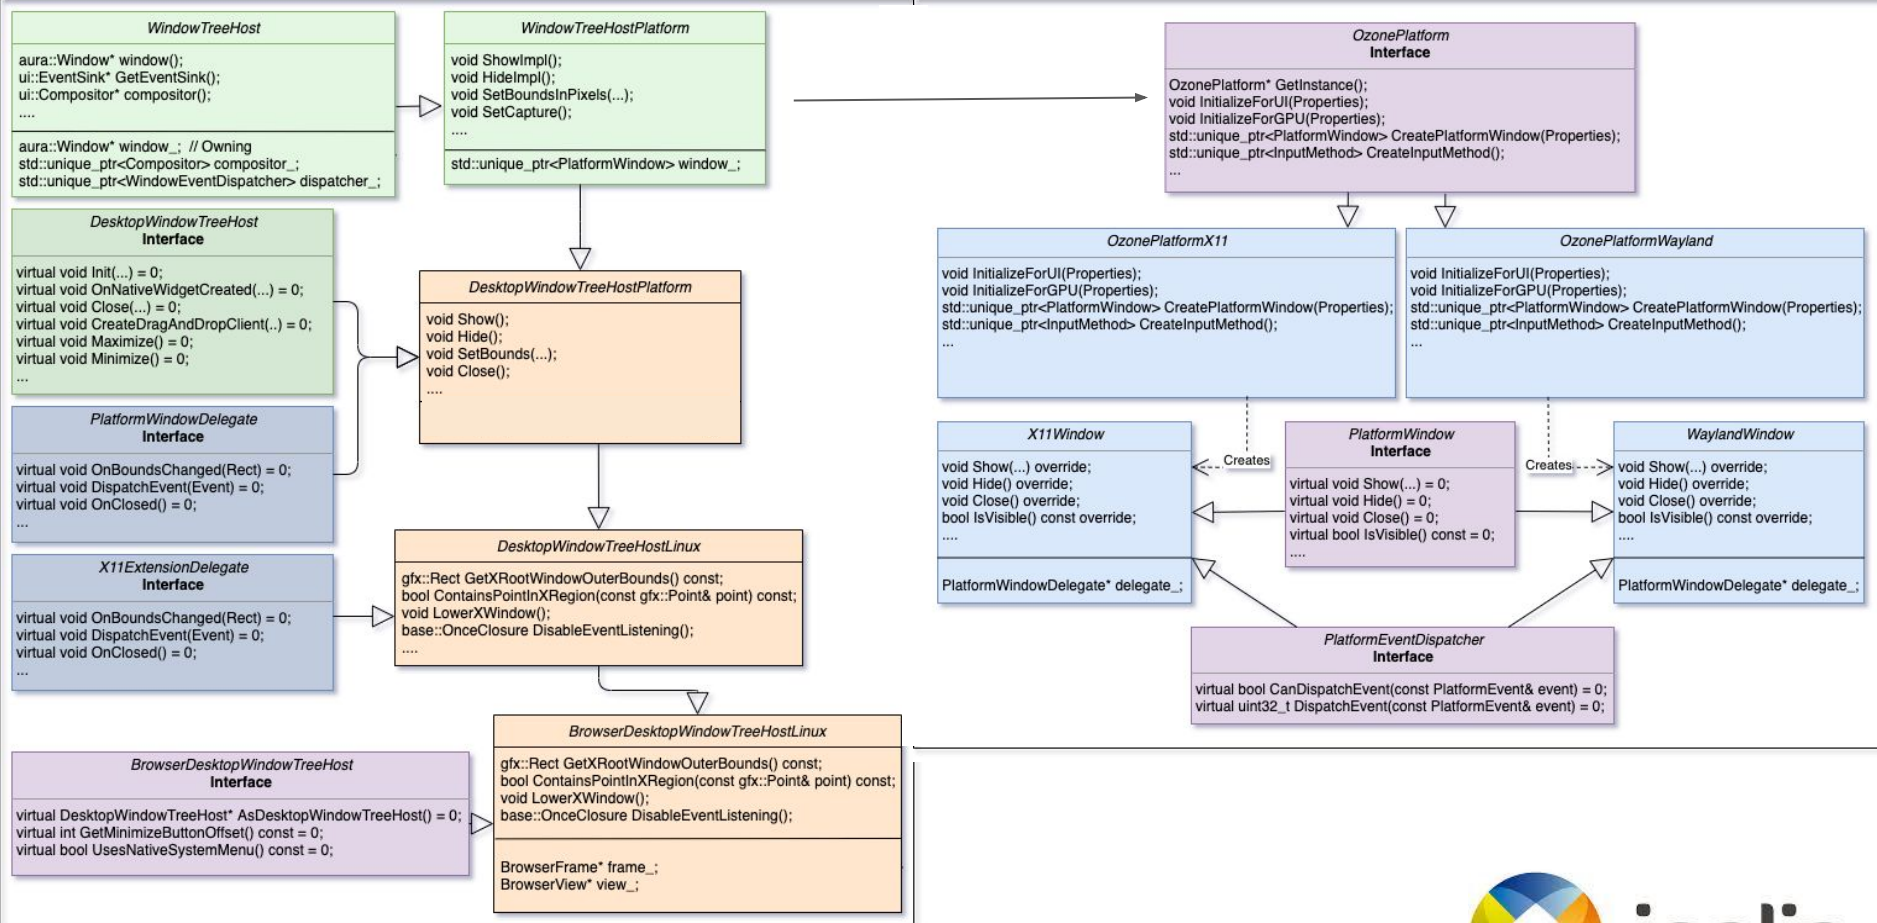 WindowTreeHost
aura::Window* window();
ui::EventSink* GetEventSink();
ui::Compositor* compositor();
....
aura::Window* window_;  // Owning
std::unique_ptr<Compositor> compositor_;
std::unique_ptr<WindowEventDispatcher> dispatcher_;
WindowTreeHostPlatform
void ShowImpl();
void HideImpl();
void SetBoundsInPixels(...);
void SetCapture();
....
std::unique_ptr<PlatformWindow> window_;
DesktopWindowTreeHost
Interface
virtual void Init(...) = 0;
virtual void OnNativeWidgetCreated(...) = 0;
virtual void Close(...) = 0;
virtual void CreateDragAndDropClient(..) = 0;
virtual void Maximize() = 0;
virtual void Minimize() = 0;
...
PlatformWindowDelegate
Interface
virtual void OnBoundsChanged(Rect) = 0;
virtual void DispatchEvent(Event) = 0;
virtual void OnClosed() = 0;
...
X11ExtensionDelegate
Interface
virtual void OnBoundsChanged(Rect) = 0;
virtual void DispatchEvent(Event) = 0;
virtual void OnClosed() = 0;
...
DesktopWindowTreeHostPlatform
void Show();
void Hide();
void SetBounds(...);
void Close();
....
DesktopWindowTreeHostLinux
gfx::Rect GetXRootWindowOuterBounds() const;
bool ContainsPointInXRegion(const gfx::Point& point) const;
void LowerXWindow();
base::OnceClosure DisableEventListening();
....
BrowserDesktopWindowTreeHost
Interface
virtual DesktopWindowTreeHost* AsDesktopWindowTreeHost() = 0;
virtual int GetMinimizeButtonOffset() const = 0;
virtual bool UsesNativeSystemMenu() const = 0;
BrowserDesktopWindowTreeHostLinux
gfx::Rect GetXRootWindowOuterBounds() const;
bool ContainsPointInXRegion(const gfx::Point& point) const;
void LowerXWindow();
base::OnceClosure DisableEventListening();
BrowserFrame* frame_;
BrowserView* view_;
OzonePlatform
Interface
OzonePlatform* GetInstance();
void InitializeForUI(Properties);
void InitializeForGPU(Properties);
std::unique_ptr<PlatformWindow> CreatePlatformWindow(Properties);
std::unique_ptr<InputMethod> CreateInputMethod();
...
OzonePlatformX11
void InitializeForUI(Properties);
void InitializeForGPU(Properties);
std::unique_ptr<PlatformWindow> CreatePlatformWindow(Properties);
std::unique_ptr<InputMethod> CreateInputMethod();
...
OzonePlatformWayland
void InitializeForUI(Properties);
void InitializeForGPU(Properties);
std::unique_ptr<PlatformWindow> CreatePlatformWindow(Properties);
std::unique_ptr<InputMethod> CreateInputMethod();
...
X11Window
void Show(...) override;
void Hide() override;
void Close() override;
bool IsVisible() const override;
....
PlatformWindowDelegate* delegate_;
Creates
PlatformWindow
Interface
virtual void Show(...) = 0;
virtual void Hide() = 0;
virtual void Close() = 0;
virtual bool IsVisible() const = 0;
....
Creates
WaylandWindow
void Show(...) override;
void Hide() override;
void Close() override;
bool IsVisible() const override;
....
PlatformWindowDelegate* delegate_;
PlatformEventDispatcher
Interface
virtual bool CanDispatchEvent(const PlatformEvent& event) = 0;
virtual uint32_t DispatchEvent(const PlatformEvent& event) = 0;